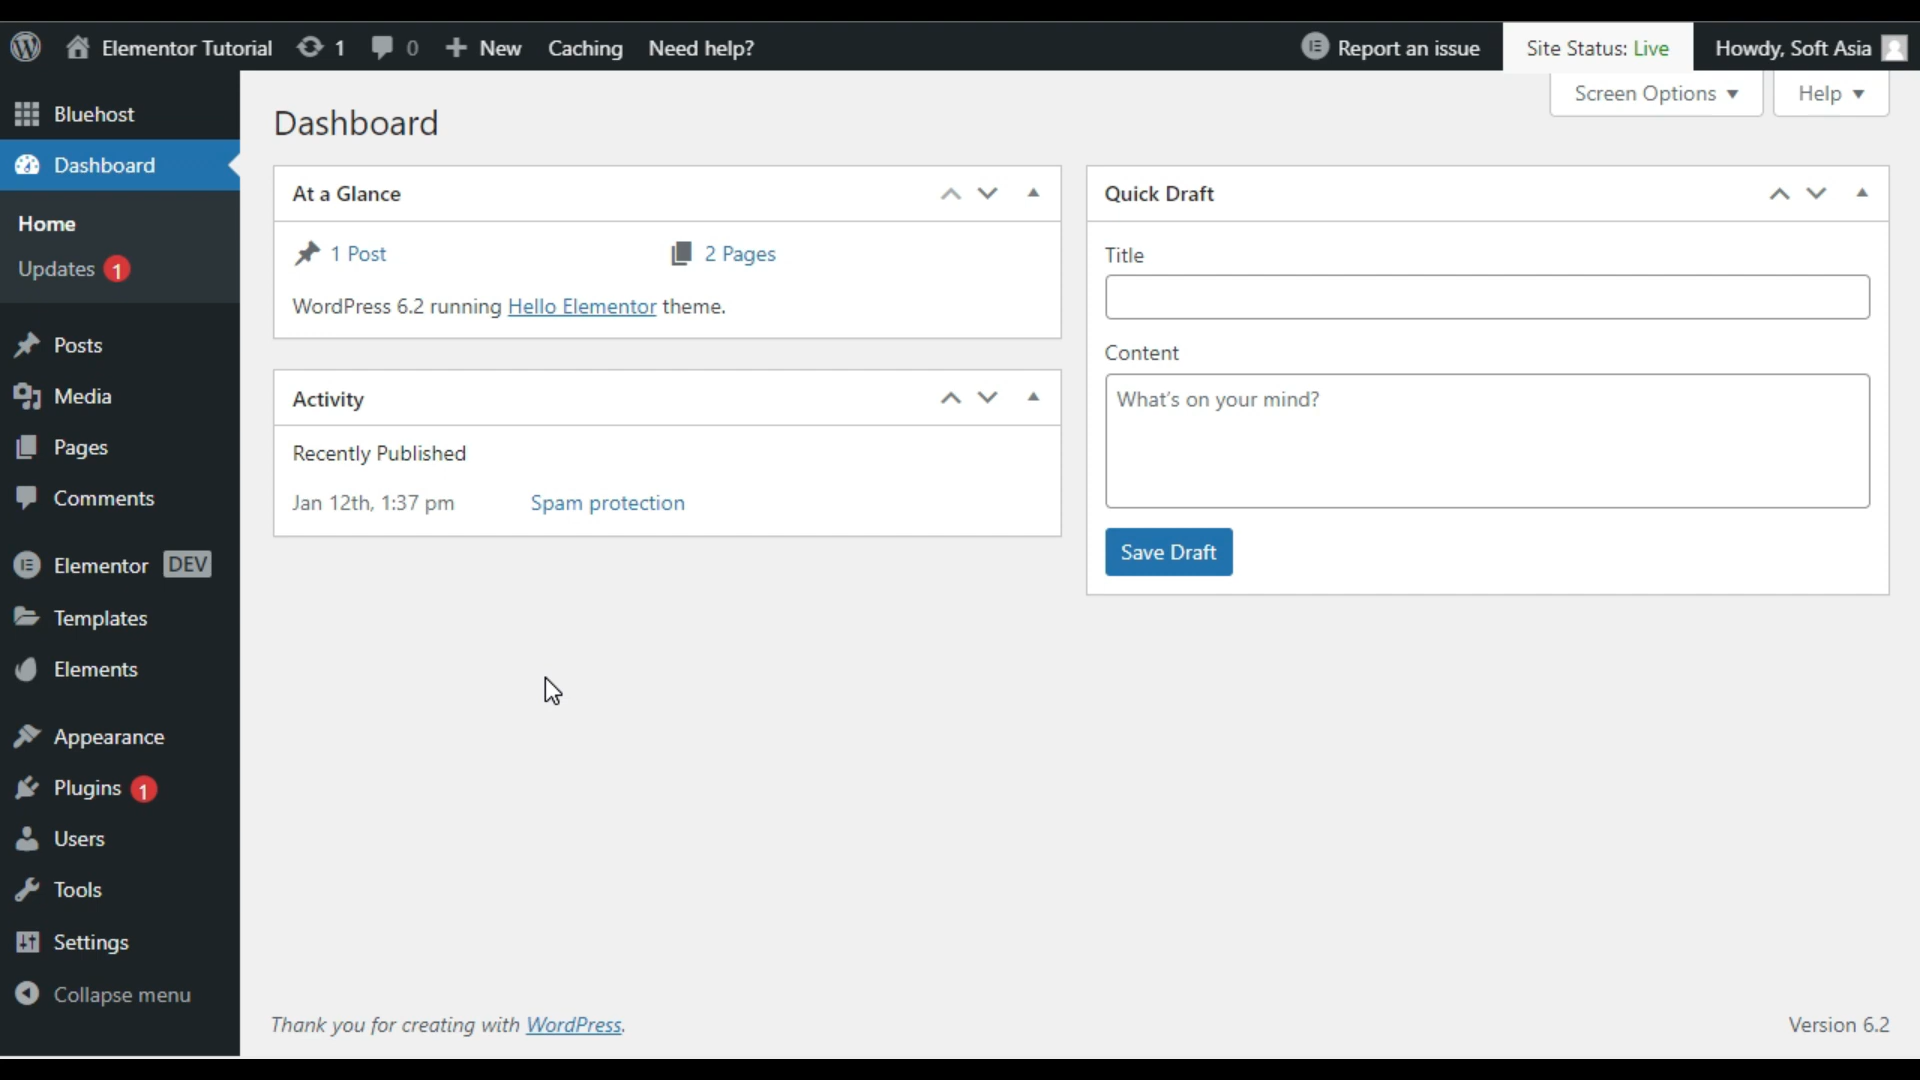 Elementor Tutorial 1 0 New Caching Need help? Report an issue Site Status: Live Howdy, Soft Asia
Screen Options Help
Bluehost
Dashboard
Home
Updates 1
Posts
Media
Pages
Comments
Elementor DEV
Templates
Elements
Appearance
Plugins 1
Users
Tools
Settings
Collapse menu
Dashboard
At a Glance
1 Post 2 Pages
WordPress 6.2 running Hello Elementor theme.
Activity
Recently Published
Jan 12th, 1:37 pm Spam protection
Quick Draft
Title
Content
What's on your mind?
Save Draft
Thank you for creating with WordPress. Version 6.2